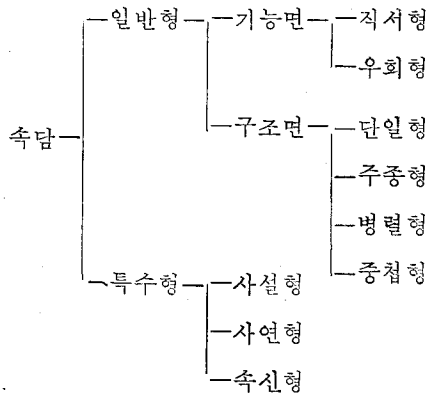 일반형 기능면 직서형
우회형
속담 구조면 단일형
주종형
병렬형
특수형 사설형 중첩형
사연형
속신형